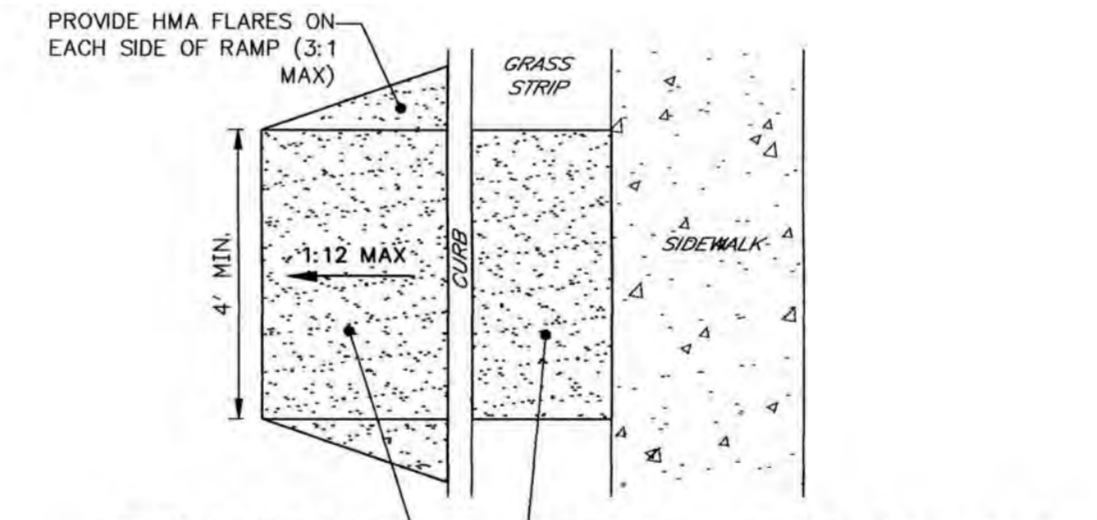 PROVIDE HMA FLARES ON
EACH SIDE OF RAMP (3:1
MAX)
GRASS
STRIP
4' MIN.
1:12 MAX
CURB
SIDEWALK